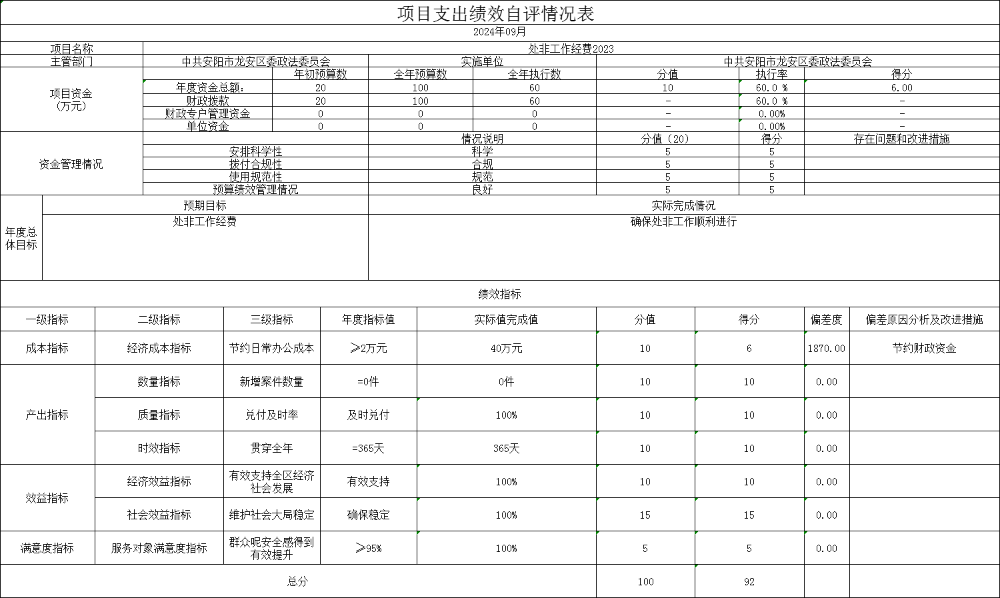 项目支出绩效自评情况表
2024年09月
项目名称 处非工作经费2023
主管部门 中共安阳市龙安区委政法委员会 实施单位 中共安阳市龙安区委政法委员会
项目资金
(万元)
年初预算数 全年预算数 全年执行数 分值 执行率 得分
年度资金总额： 20 100 60 10 60.0 % 6.00
财政拨款 20 100 60 - 60.0 % -
财政专户管理资金 0 0 0 - 0.00% -
单位资金 0 0 0 - 0.00% -
资金管理情况
情况说明 分值（20） 得分 存在问题和改进措施
安排科学性 科学 5 5
拨付合规性 合规 5 5
使用规范性 规范 5 5
预算绩效管理情况 良好 5 5
年度总
体目标
预期目标 实际完成情况
处非工作经费 确保处非工作顺利进行
绩效指标
一级指标 二级指标 三级指标 年度指标值 实际值完成值 分值 得分 偏差度 偏差原因分析及改进措施
成本指标 经济成本指标 节约日常办公成本 ≥2万元 40万元 10 6 1870.00 节约财政资金
产出指标 数量指标 新增案件数量 =0件 0件 10 10 0.00
质量指标 兑付及时率 及时兑付 100% 10 10 0.00
时效指标 贯穿全年 =365天 365天 10 10 0.00
效益指标 经济效益指标 有效支持全区经济
社会发展 有效支持 100% 10 10 0.00
社会效益指标 维护社会大局稳定 确保稳定 100% 15 15 0.00
满意度指标 服务对象满意度指标 群众呢安全感得到
有效提升 ≥95% 100% 5 5 0.00
总分 100 92